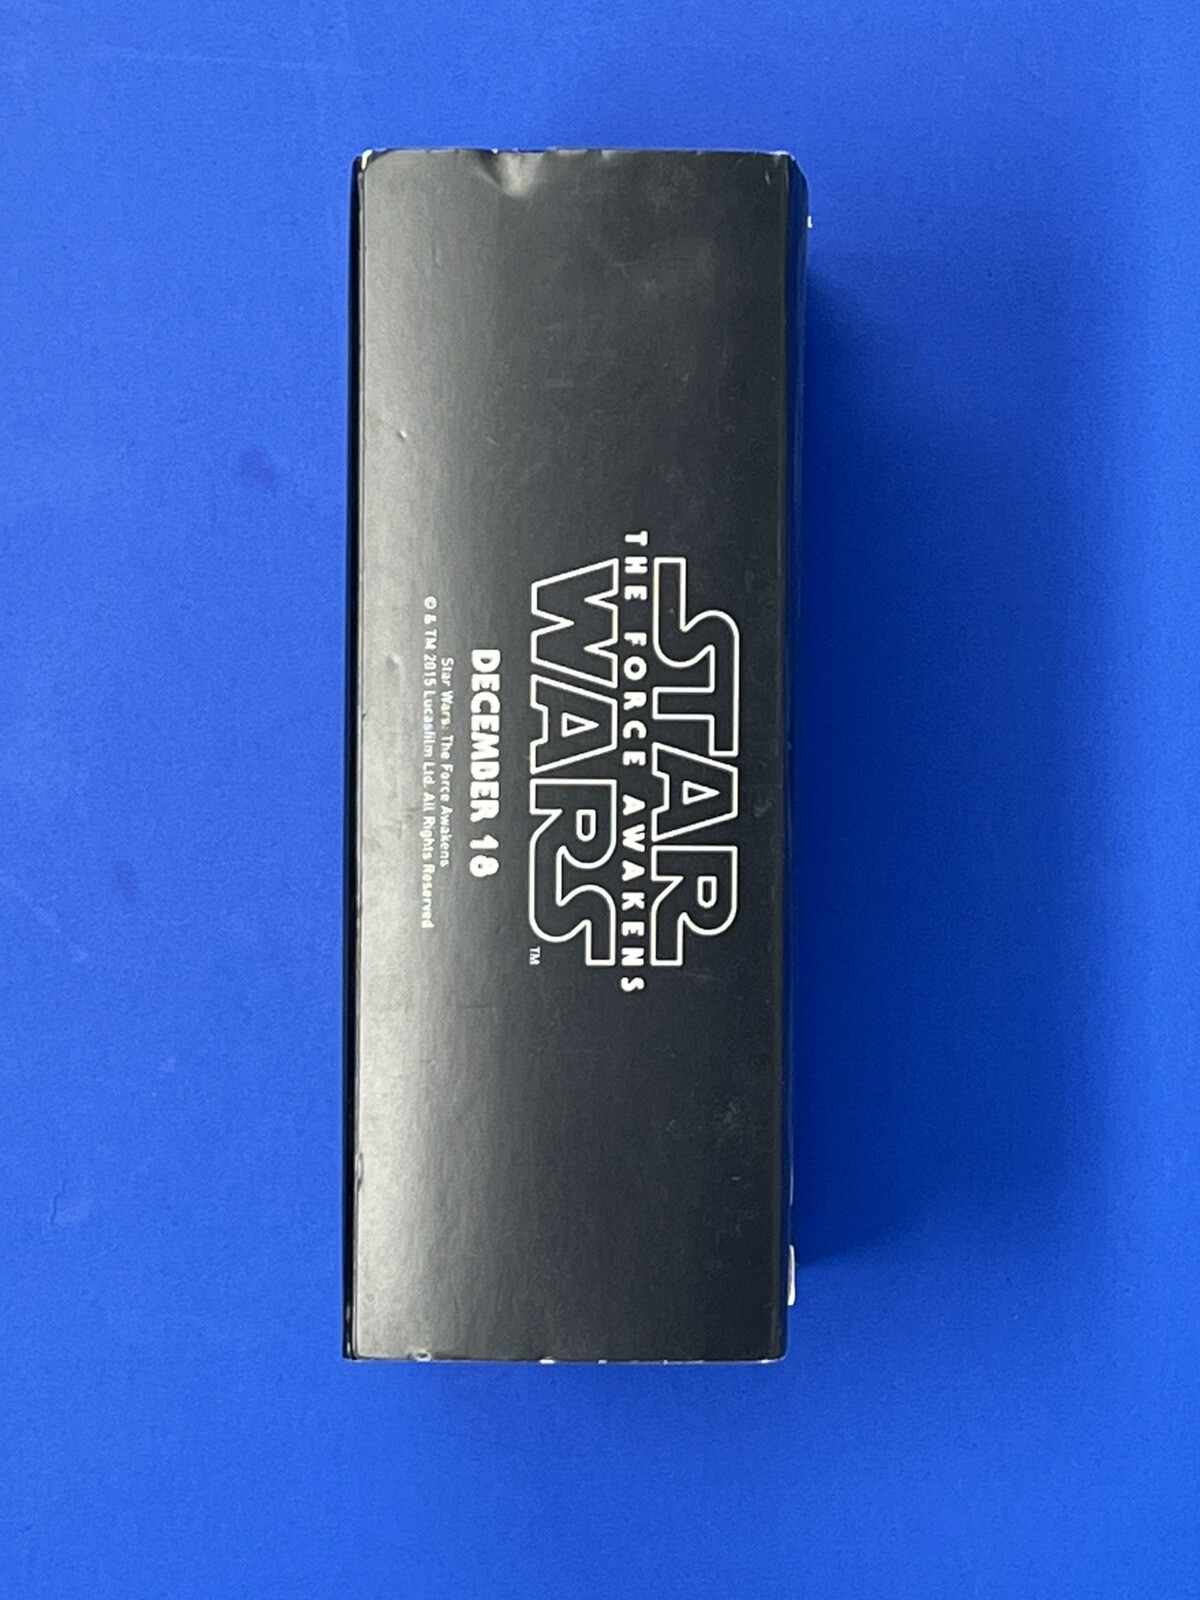 STAR
THE FORCE AWAKENS
WARS
TM
DECEMBER 18
Star Wars: The Force Awakens
© & TM 2015 Lucasfilm Ltd. All Rights Reserved